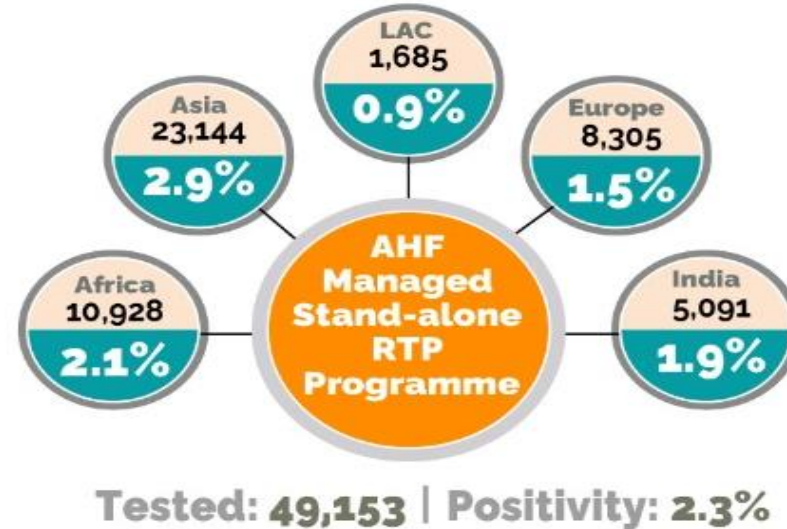 LAC
1,685
0.9%
Asia
23,144
2.9%
Europe
8,305
1.5%
Africa
10,928
2.1%
AHF
Managed
Stand-alone
RTP
Programme
India
5,091
1.9%
Tested: 49,153 | Positivity: 2.3%